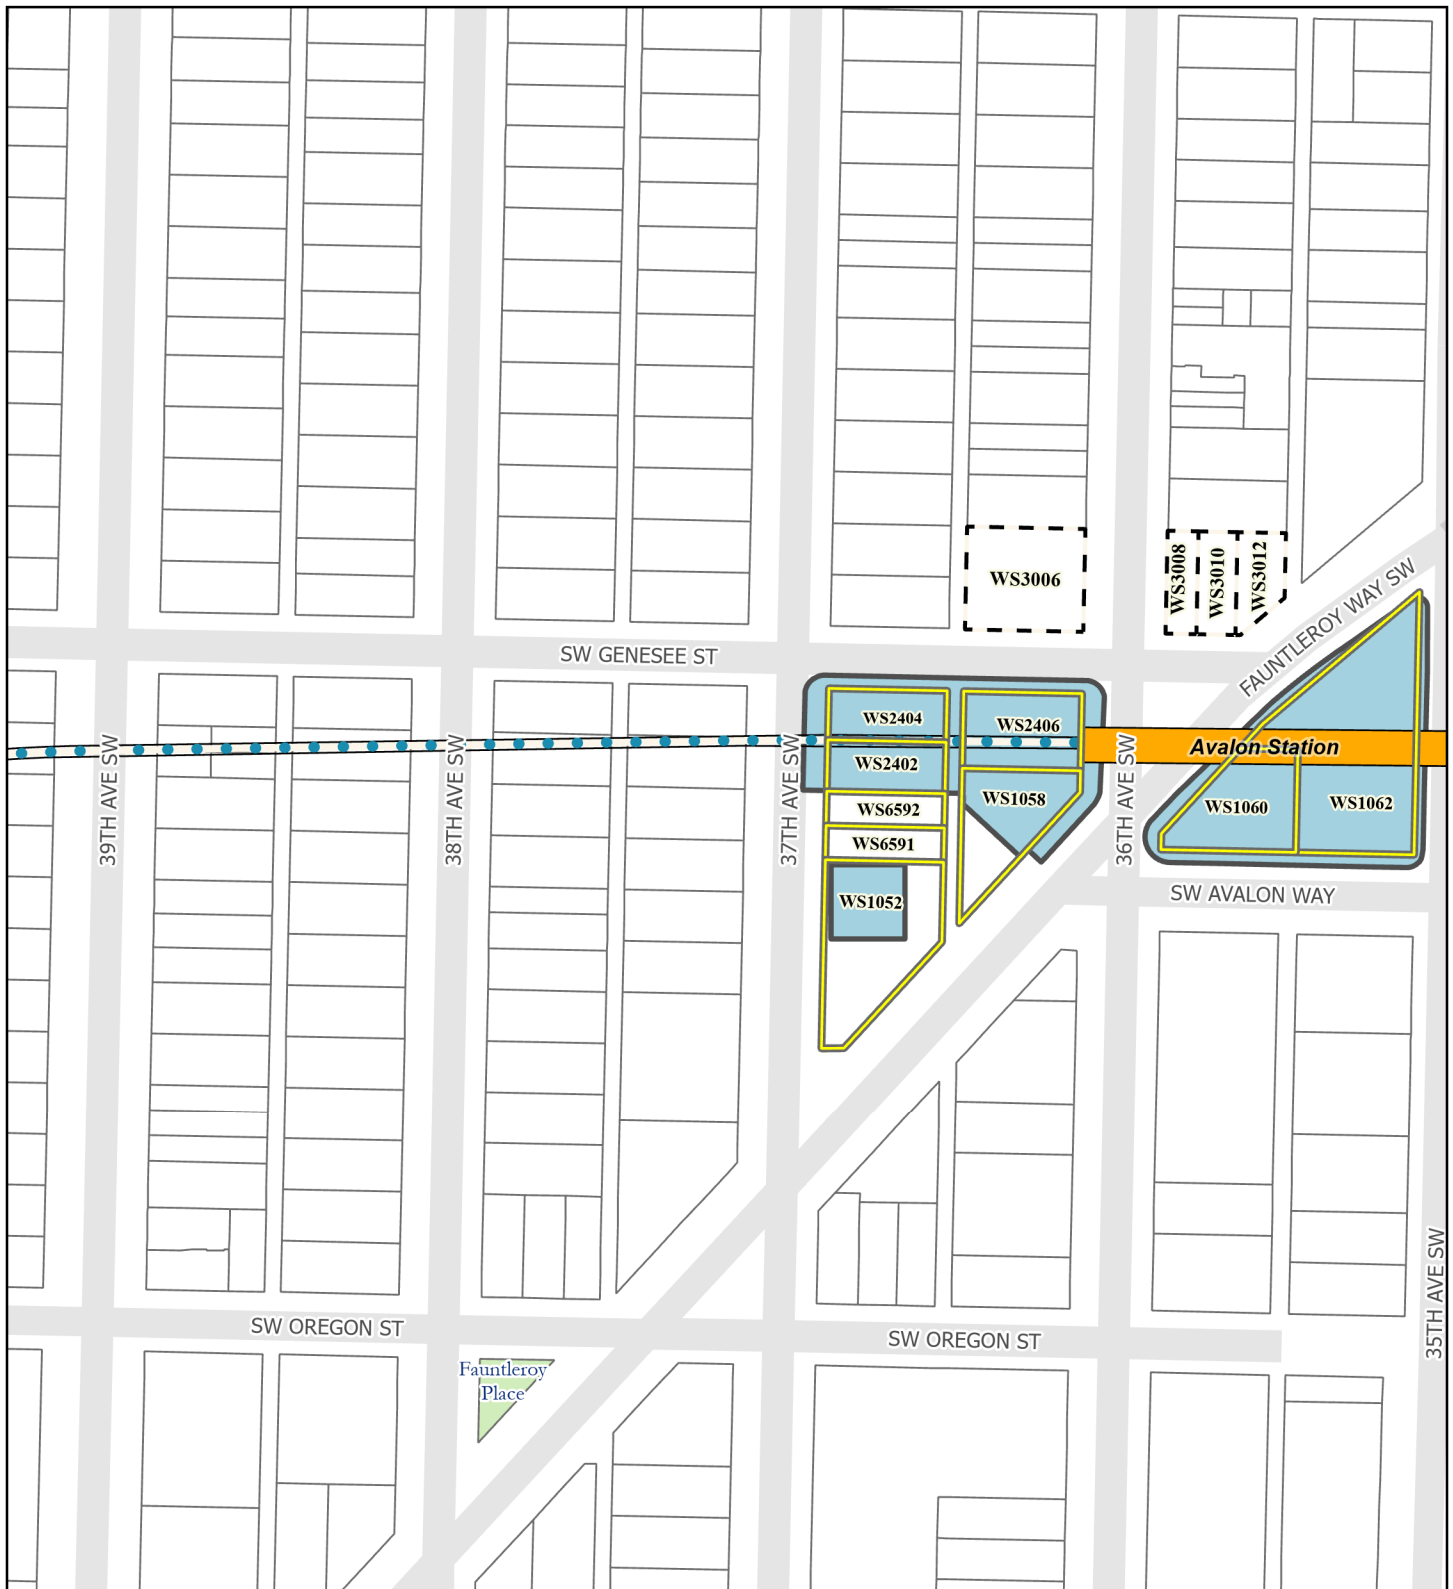 WS3006
WS3008
WS3010
WS3012
FAUNTLEROY WAY SW
SW GENESEE ST
WS2404
WS2406
Avalon Station
WS2402
WS1058
WS1060
WS1062
WS6592
WS6591
39TH AVE SW
38TH AVE SW
37TH AVE SW
36TH AVE SW
WS1052
SW AVALON WAY
35TH AVE SW
SW OREGON ST
SW OREGON ST
Fauntleroy
Place